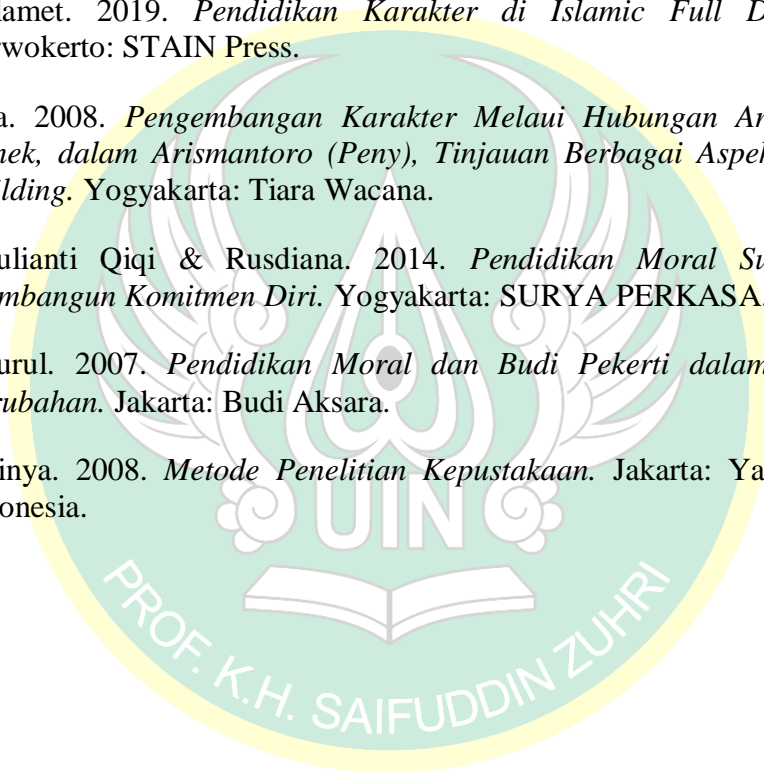 lamet. 2019. Pendidikan Karakter di Islamic Full D
rwokerto: STAIN Press.
a. 2008. Pengembangan Karakter Melaui Hubungan An
nek, dalam Arismantoro (Peny), Tinjauan Berbagai Aspek
ilding. Yogyakarta: Tiara Wacana.
ulianti Qiqi & Rusdiana. 2014. Pendidikan Moral Su
mbangun Komitmen Diri. Yogyakarta: SURYA PERKASA.
urul. 2007. Pendidikan Moral dan Budi Pekerti dalam
rubahan. Jakarta: Budi Aksara.
inya. 2008. Metode Penelitian Kepustakaan. Jakarta: Ya
onesia.
UIN
PROF. K.H. SAIFUDDIN ZUHRI